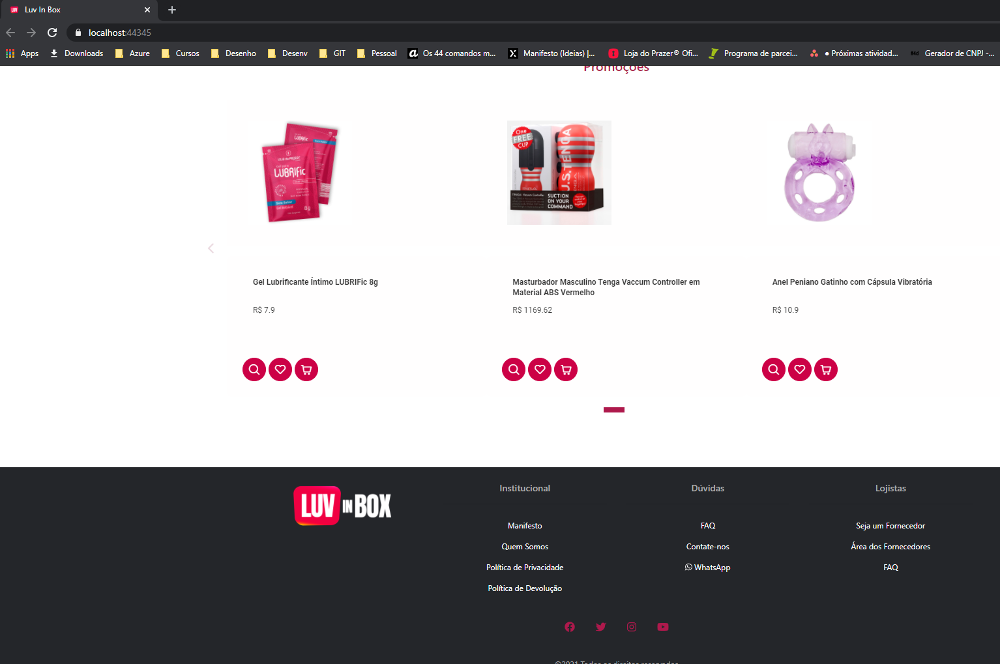 Luv In Box
localhost:44345
Apps
Downloads
Azure
Cursos
Desenho
Desenv
GIT
Pessoal
Os 44 comandos m...
Manifesto (Ideias) |...
Loja do Prazer® Ofi...
Programa de parcei...
● Próximas atividad...
Gerador de CNPJ -...
Promoções
LUBRIFic
LUBRIFic
8g
One
FREE
CUP
U.S.TENGA
SUCTION
ON YOUR
COMMAND
Gel Lubrificante Íntimo LUBRIFic 8g
R$ 7.9
Masturbador Masculino Tenga Vaccum Controller em
Material ABS Vermelho
R$ 1169.62
Anel Peniano Gatinho com Cápsula Vibratória
R$ 10.9
LUV IN BOX
Institucional
Manifesto
Quem Somos
Política de Privacidade
Política de Devolução
Dúvidas
FAQ
Contate-nos
WhatsApp
Lojistas
Seja um Fornecedor
Área dos Fornecedores
FAQ
©2021 Todos os direitos reservados